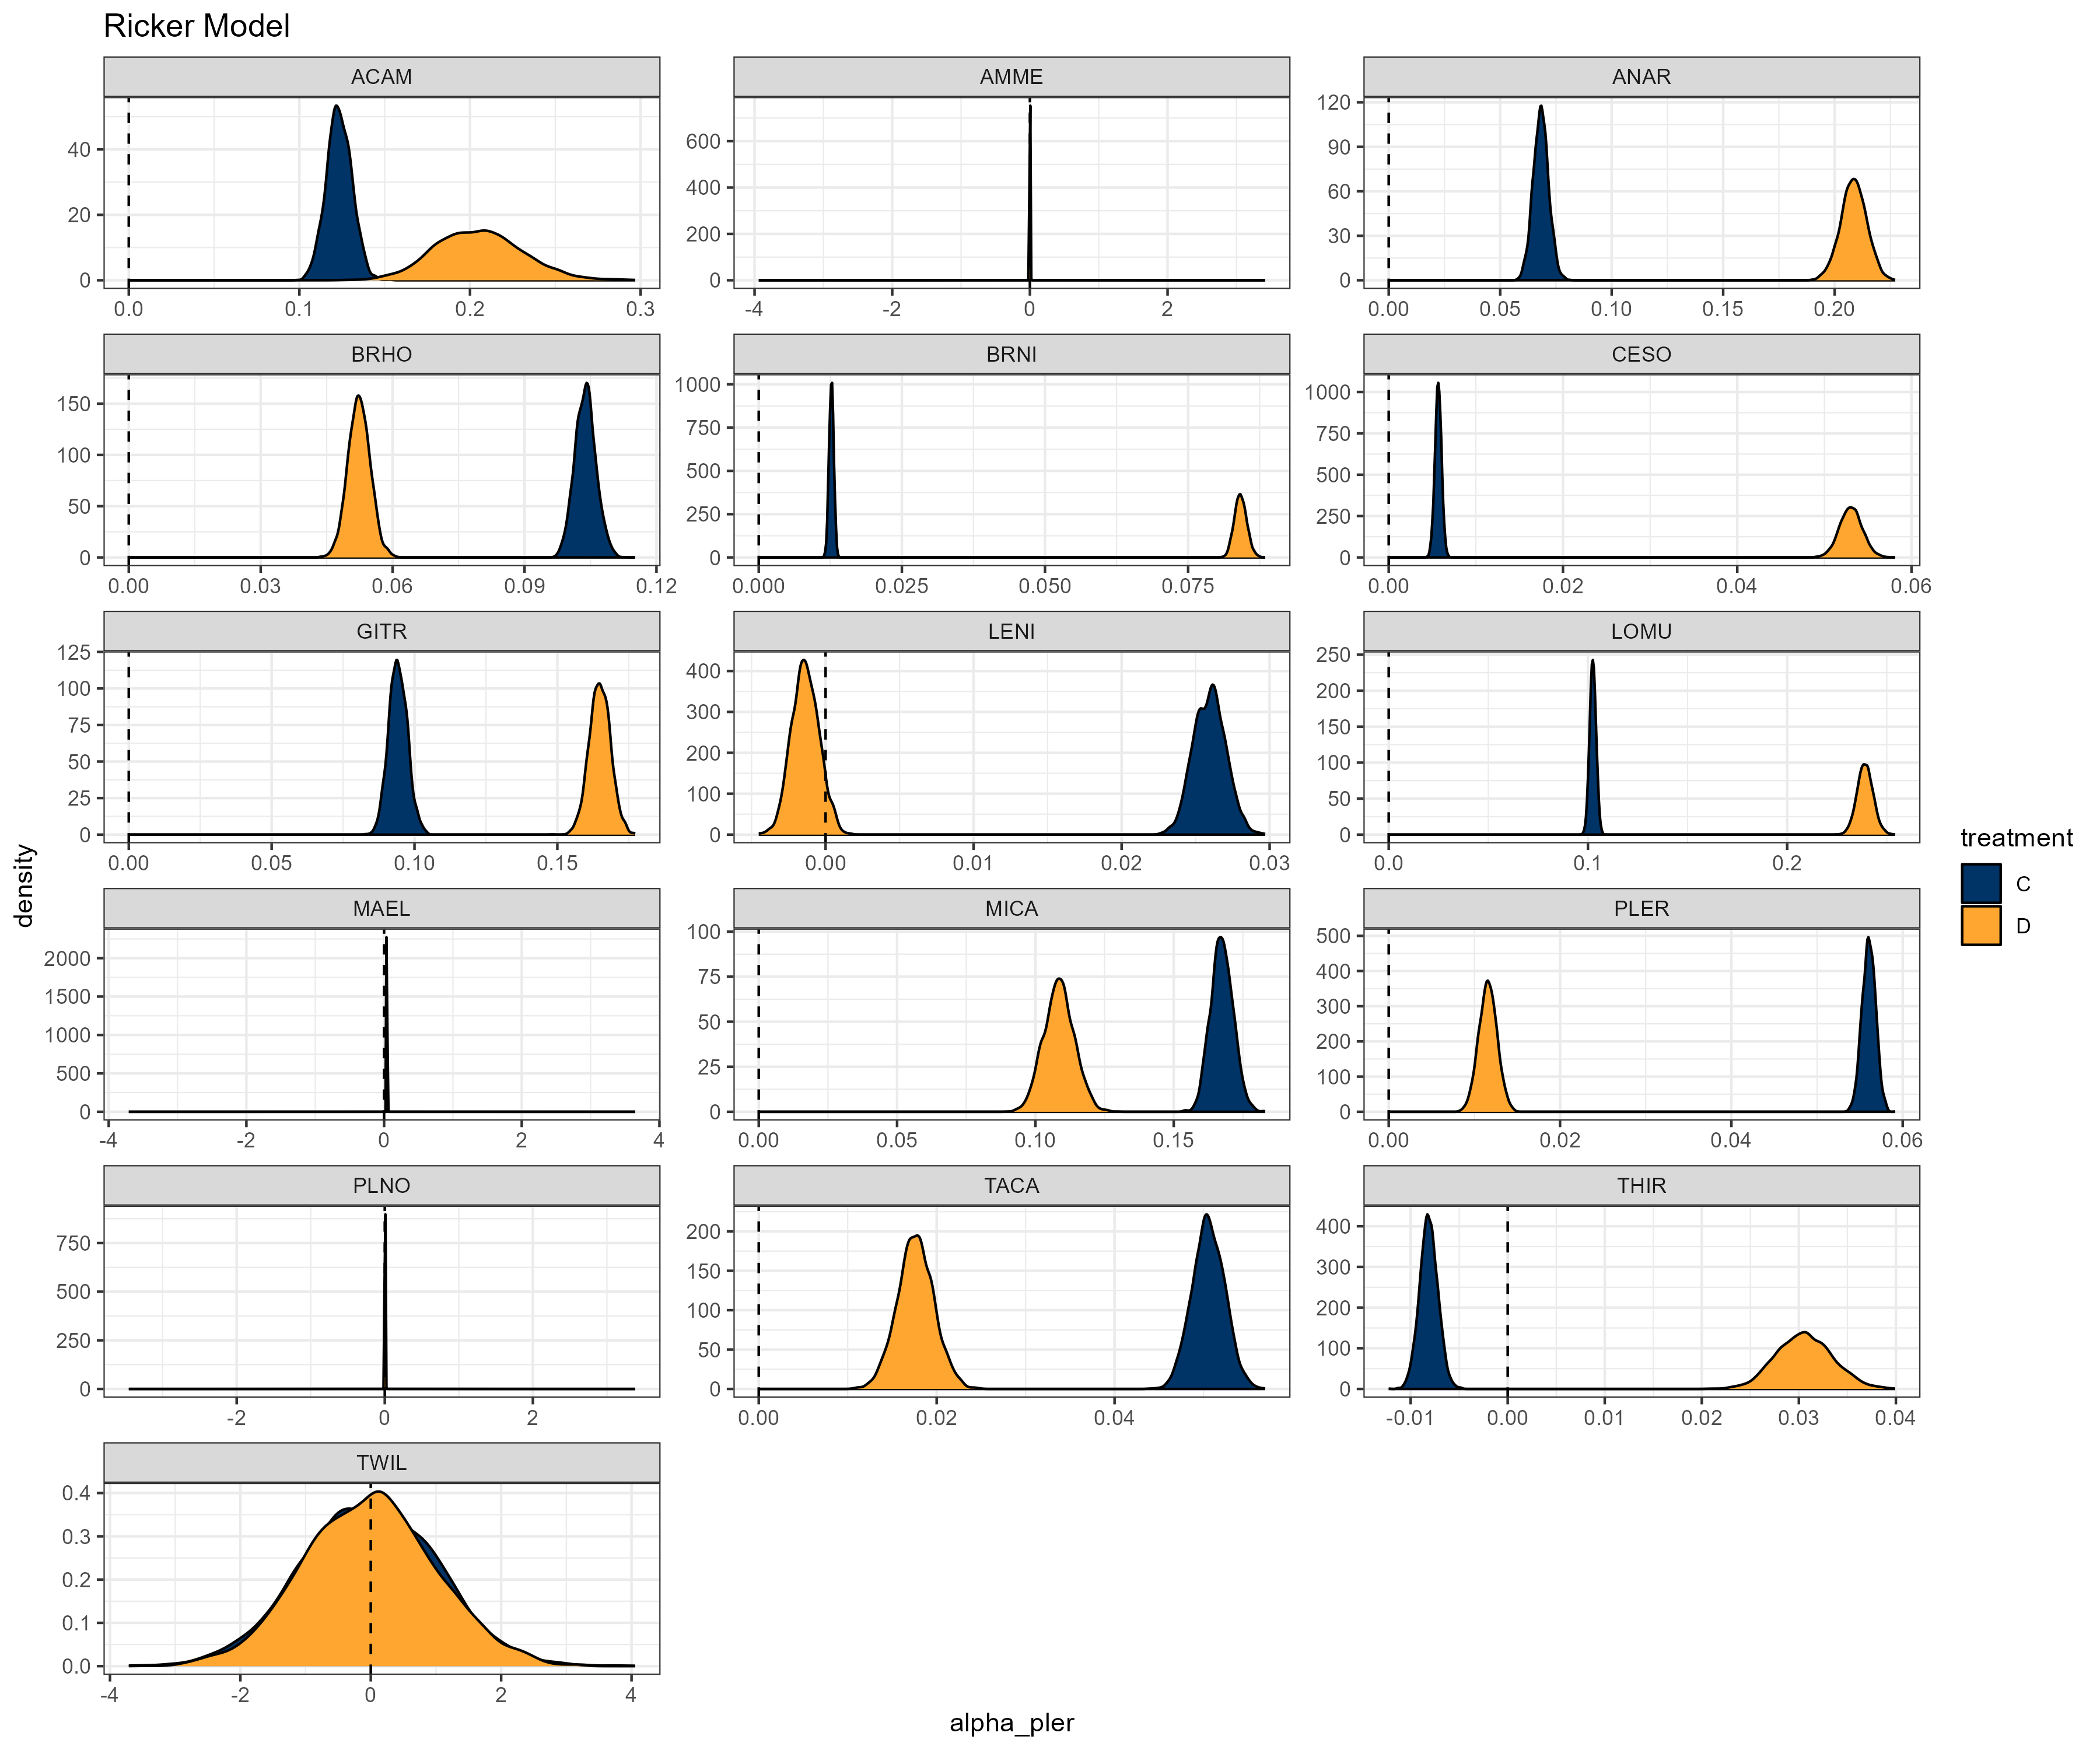 Ricker Model
ACAM
AMME
ANAR
40
20
0
0.0 0.1 0.2 0.3
600
400
200
0
-4 -2 0 2
120
90
60
30
0
0.00 0.05 0.10 0.15 0.20
BRHO
BRNI
CESO
150
100
50
0
0.00 0.03 0.06 0.09 0.12
1000
750
500
250
0
0.000 0.025 0.050 0.075
1000
750
500
250
0
0.00 0.02 0.04 0.06
GITR
LENI
LOMU
125
100
75
50
25
0
0.00 0.05 0.10 0.15
400
300
200
100
0
0.00 0.01 0.02 0.03
250
200
150
100
50
0
0.0 0.1 0.2
MAEL
MICA
PLER
2000
1500
1000
500
0
-4 -2 0 2 4
100
75
50
25
0
0.00 0.05 0.10 0.15
500
400
300
200
100
0
0.00 0.02 0.04 0.06
PLNO
TACA
THIR
750
500
250
0
-2 0 2
200
150
100
50
0
0.00 0.02 0.04
400
300
200
100
0
-0.01 0.00 0.01 0.02 0.03 0.04
TWIL
0.4
0.3
0.2
0.1
0.0
-4 -2 0 2 4
alpha_pler
density
treatment
C
D